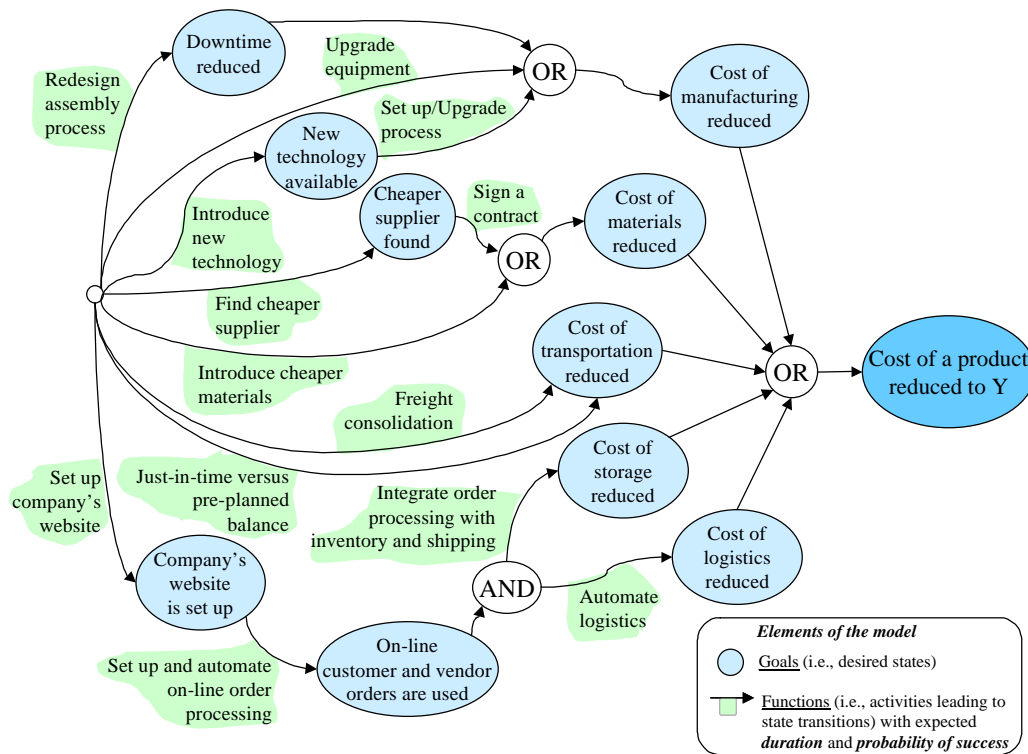 Downtime
reduced
Upgrade
equipment
OR
Cost of
manufacturing
reduced
Redesign
assembly
process
Set up/Upgrade
process
New
technology
available
Cheaper
supplier
found
Sign a
contract
Cost of
materials
reduced
Introduce
new
technology
OR
Find cheaper
supplier
Introduce cheaper
materials
Cost of
transportation
reduced
OR
Cost of a product
reduced to Y
Freight
consolidation
Set up
company’s
website
Just-in-time versus
pre-planned
balance
Integrate order
processing with
inventory and shipping
Cost of
storage
reduced
Cost of
logistics
reduced
Company’s
website
is set up
AND
Automate
logistics
Set up and automate
on-line order
processing
On-line
customer and vendor
orders are used
Elements of the model
Goals (i.e., desired states)
Functions (i.e., activities leading to
state transitions) with expected
duration and probability of success